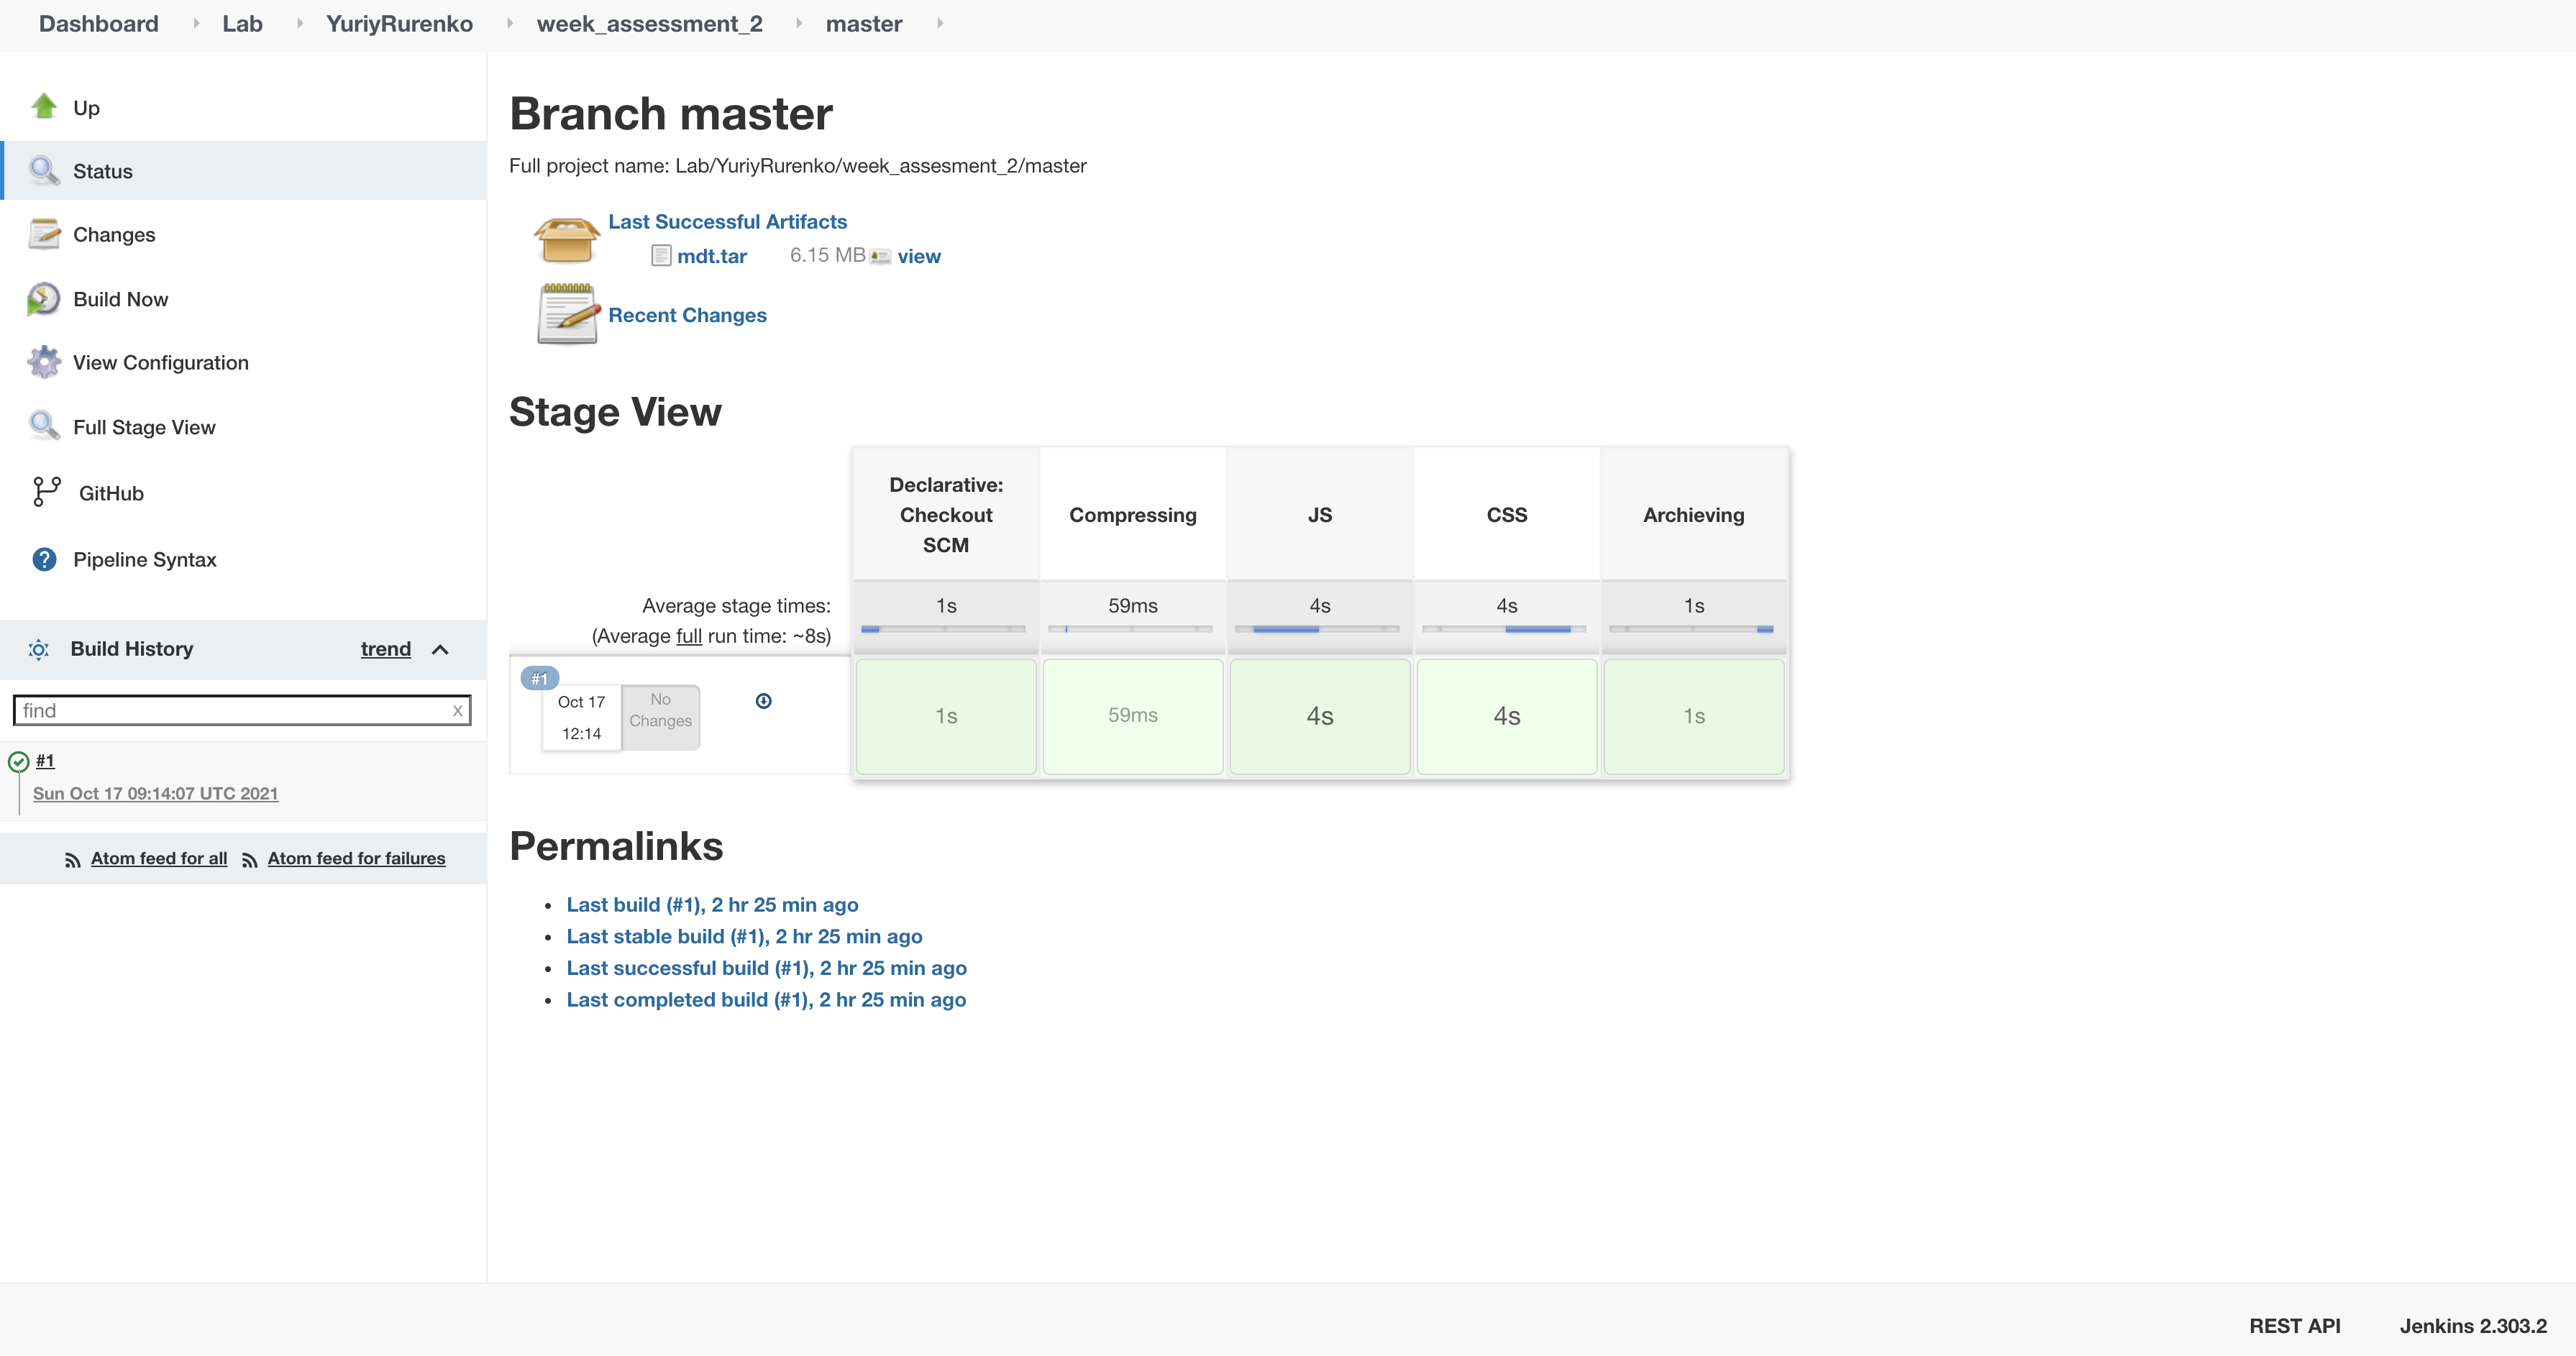 Dashboard Lab YuriyRurenko week_assessment_2 master
Up
Status
Changes
Build Now
View Configuration
Full Stage View
GitHub
Pipeline Syntax
Build History trend
find x
#1
Sun Oct 17 09:14:07 UTC 2021
Atom feed for all Atom feed for failures
Branch master
Full project name: Lab/YuriyRurenko/week_assesment_2/master
Last Successful Artifacts
mdt.tar 6.15 MB view
Recent Changes
Stage View
Declarative:
Checkout
SCM
Compressing
JS
CSS
Archieving
Average stage times:
(Average full run time: ~8s)
1s 59ms 4s 4s 1s
#1
Oct 17
12:14
No
Changes
1s 59ms 4s 4s 1s
Permalinks
Last build (#1), 2 hr 25 min ago
Last stable build (#1), 2 hr 25 min ago
Last successful build (#1), 2 hr 25 min ago
Last completed build (#1), 2 hr 25 min ago
REST API Jenkins 2.303.2